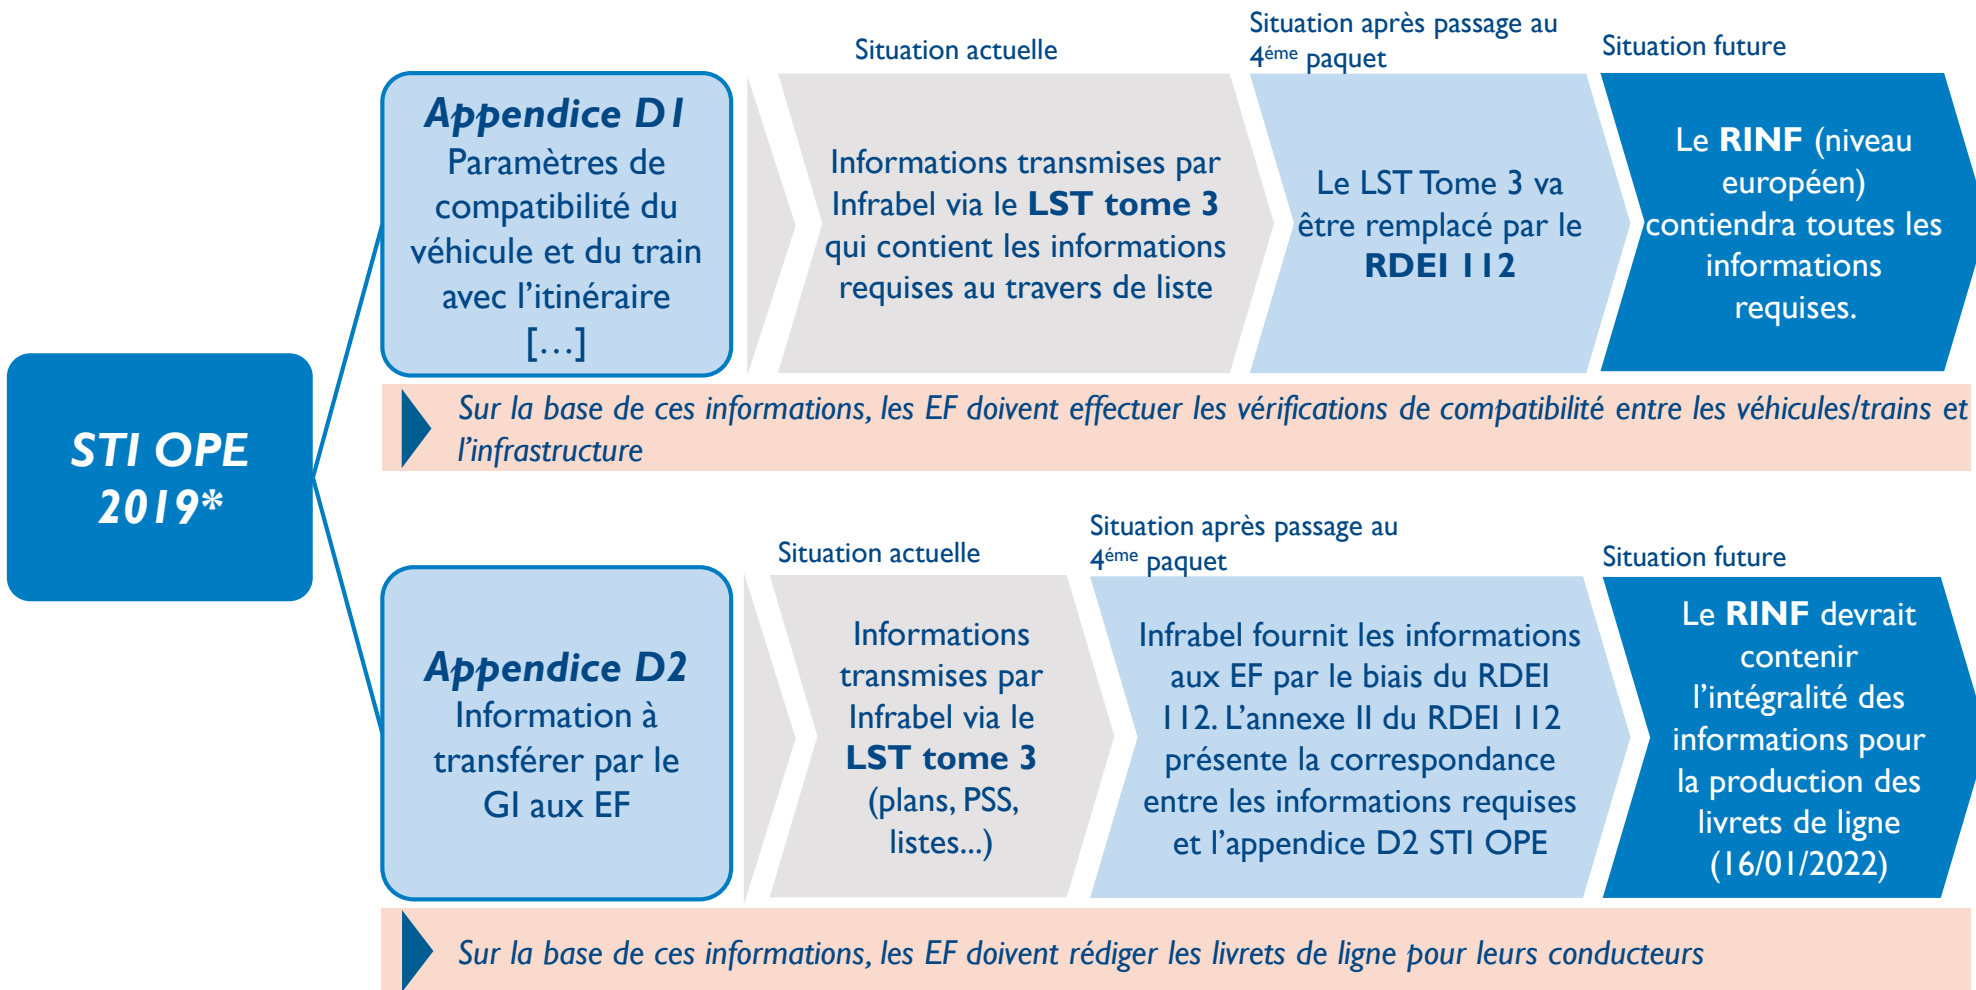 STI OPE
2019*
Appendice D1
Paramètres de
compatibilité du
véhicule et du train
avec l'itinéraire
[…]
Situation actuelle
Informations transmises par
Infrabel via le LST tome 3
qui contient les informations
requises au travers de liste
Situation après passage au
4éme paquet
Le LST Tome 3 va
être remplacé par le
RDEI 112
Situation future
Le RINF (niveau
européen)
contiendra toutes les
informations
requises.
Sur la base de ces informations, les EF doivent effectuer les vérifications de compatibilité entre les véhicules/trains et
l'infrastructure
Appendice D2
Information à
transférer par le
GI aux EF
Situation actuelle
Informations
transmises par
Infrabel via le
LST tome 3
(plans, PSS,
listes...)
Situation après passage au
4éme paquet
Infrabel fournit les informations
aux EF par le biais du RDEI
112. L'annexe II du RDEI 112
présente la correspondance
entre les informations requises
et l'appendice D2 STI OPE
Situation future
Le RINF devrait
contenir
l'intégralité des
informations pour
la production des
livrets de ligne
(16/01/2022)
Sur la base de ces informations, les EF doivent rédiger les livrets de ligne pour leurs conducteurs